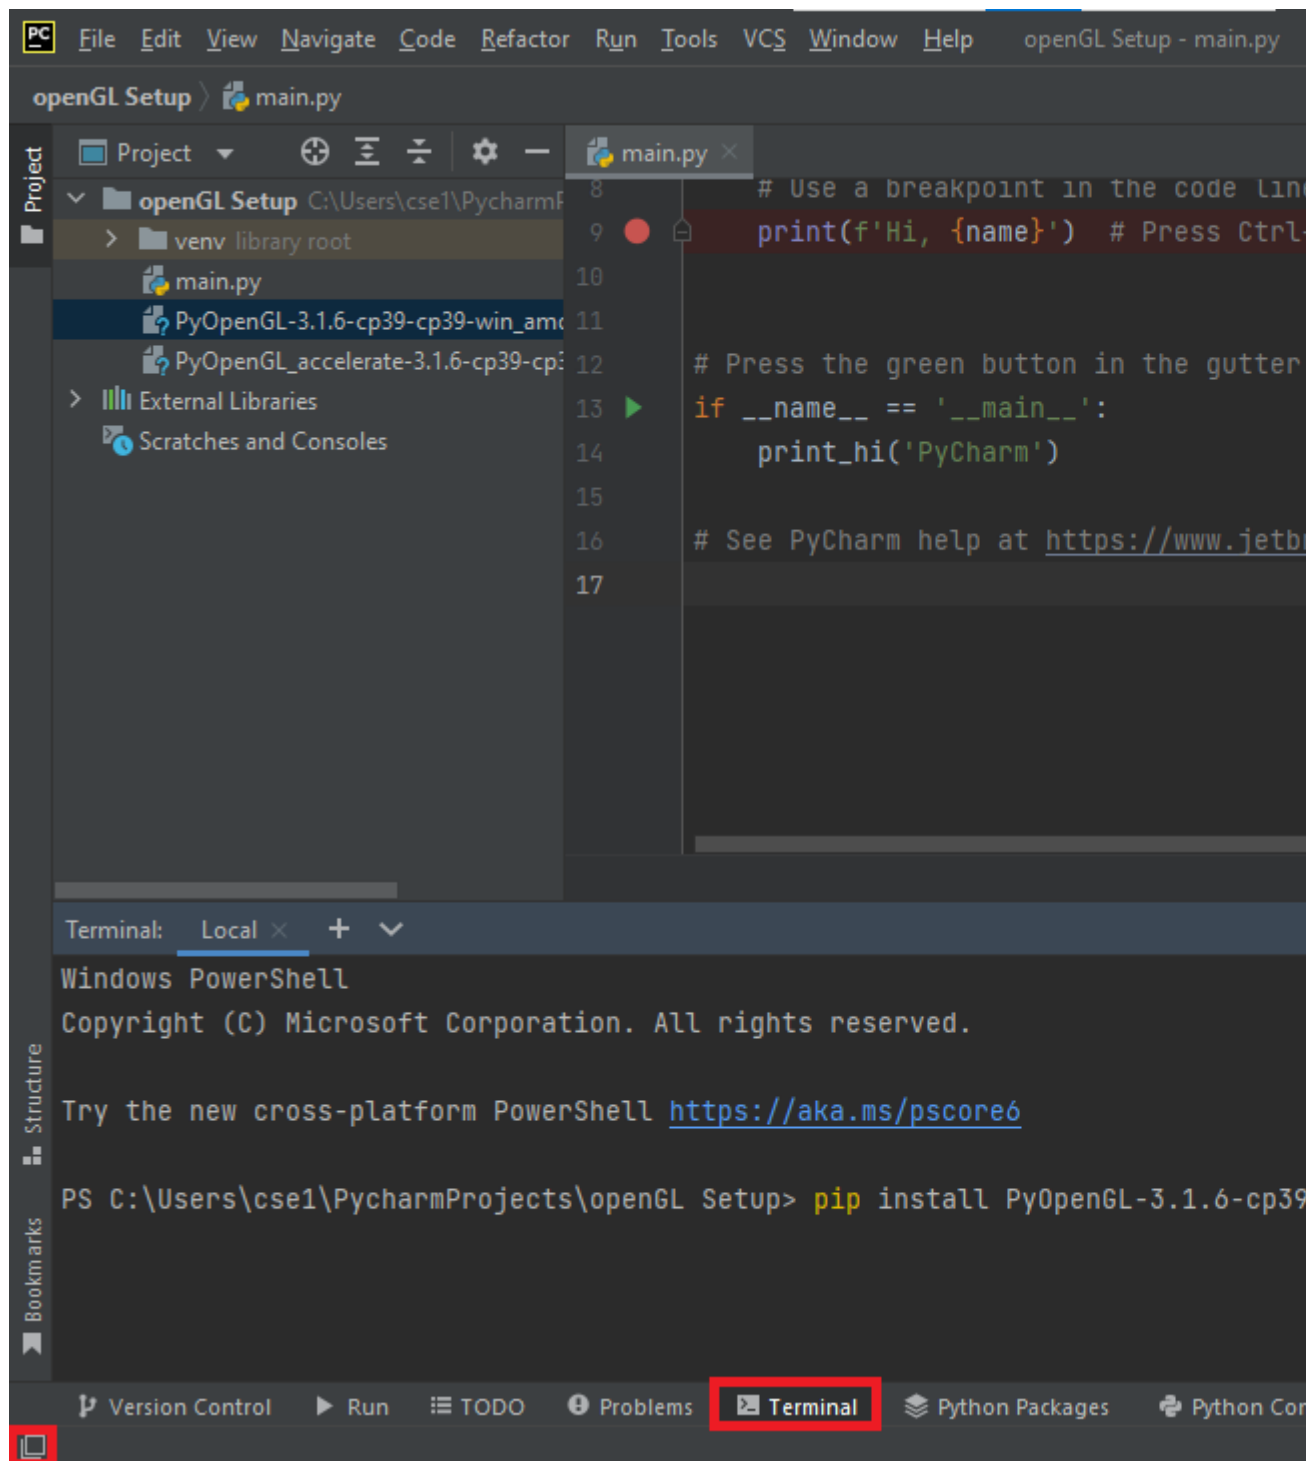 PC File Edit View Navigate Code Refactor Run Tools VCS Window Help openGL Setup - main.py
openGL Setup main.py
Project
Project
main.py
openGL Setup C:\Users\cse1\Pycharm
venv library root
main.py
PyOpenGL-3.1.6-cp39-cp39-win_am
PyOpenGL_accelerate-3.1.6-cp39-cp
External Libraries
Scratches and Consoles
8 # Use a breakpoint in the code lin
9 print(f'Hi, {name}') # Press Ctrl
10
11
12 # Press the green button in the gutter
13 if __name__ == '__main__':
14 print_hi('PyCharm')
15
16 # See PyCharm help at https://www.jetb
17
Terminal: Local
Windows PowerShell
Copyright (C) Microsoft Corporation. All rights reserved.
Try the new cross-platform PowerShell https://aka.ms/pscore6
PS C:\Users\cse1\PycharmProjects\openGL Setup> pip install PyOpenGL-3.1.6-cp39
Structure
Bookmarks
Version Control Run TODO Problems Terminal Python Packages Python Con